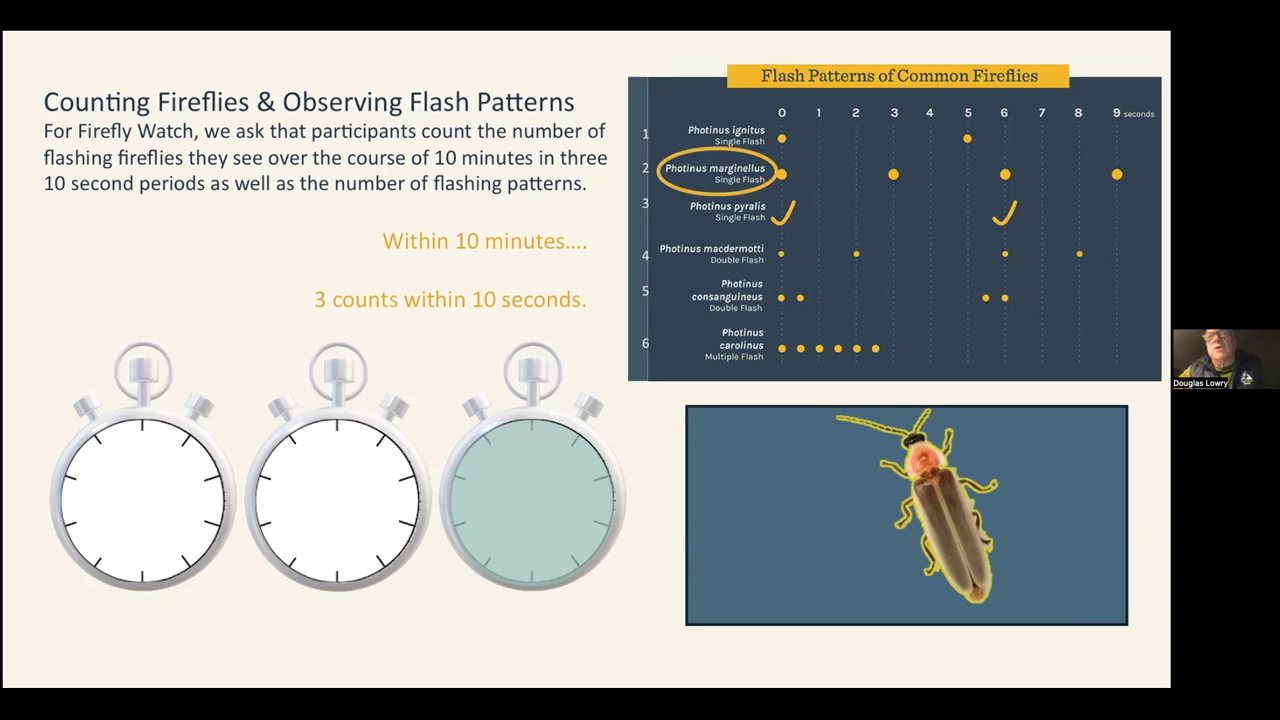 Counting Fireflies & Observing Flash Patterns
For Firefly Watch, we ask that participants count the number of
flashing fireflies they see over the course of 10 minutes in three
10 second periods as well as the number of flashing patterns.
Within 10 minutes....
3 counts within 10 seconds.
Flash Patterns of Common Fireflies
0 1 2 3 4 5 6 7 8 9 seconds
1 Photinus ignitus
Single Flash
2 Photinus marginellus
Single Flash
3 Photinus pyralis
Single Flash
4 Photinus macdermotti
Double Flash
5 Photinus
consanguineus
Double Flash
6 Photinus
carolinus
Multiple Flash
Douglas Lowry